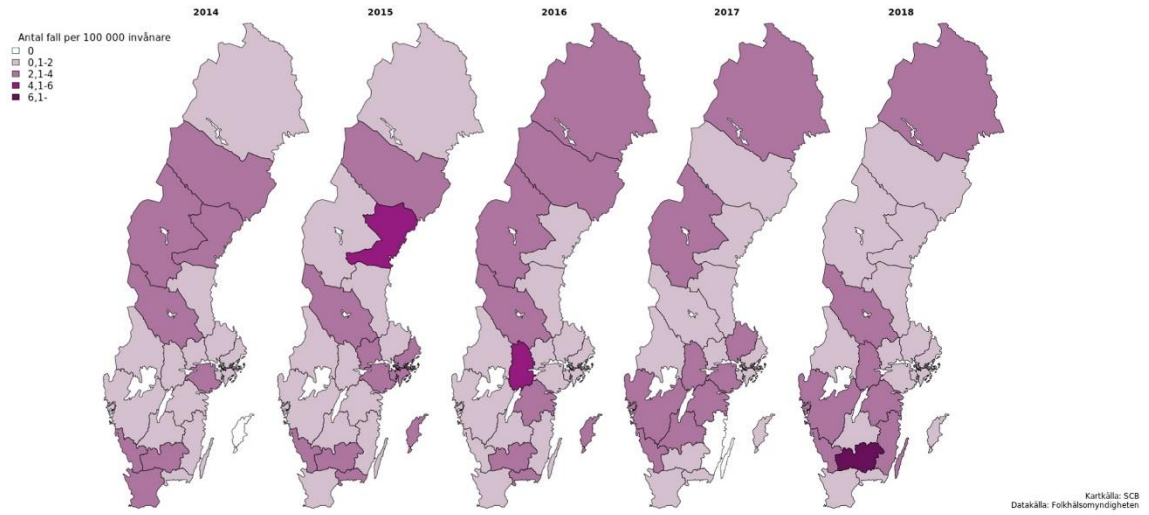 2014 2015 2016 2017 2018
Antal fall per 100 000 invånare
0
0,1-2
2,1-4
4,1-6
6,1-
Kartkälla: SCB
Datakälla: Folkhälsomyndigheten